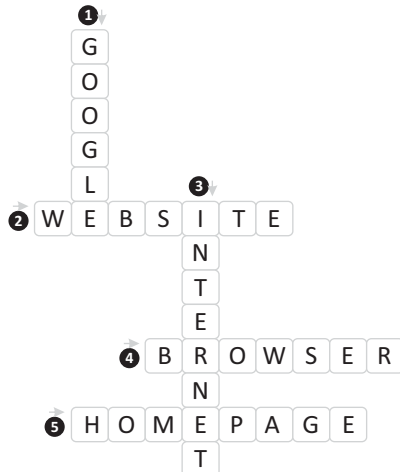 1
G
O
O
G
L
3
2 W E B S I T E
N
T
E
4 B R O W S E R
N
5 H O M E P A G E
T